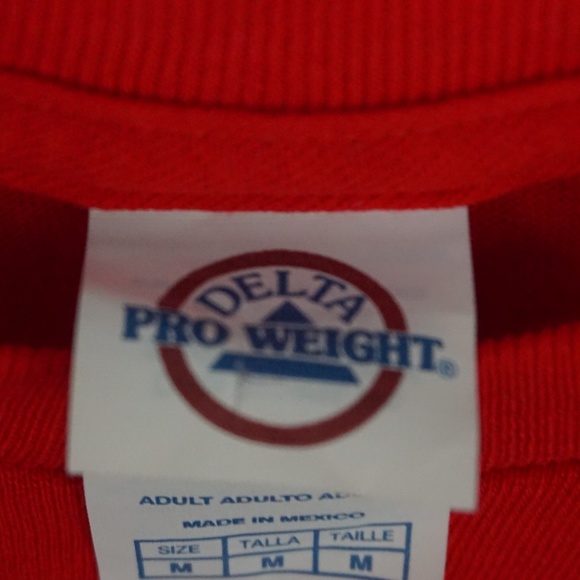 DELTA
PRO WEIGHT®
ADULT ADULTO
MADE IN MEXICO
SIZE TALLA TAILLE
M M M